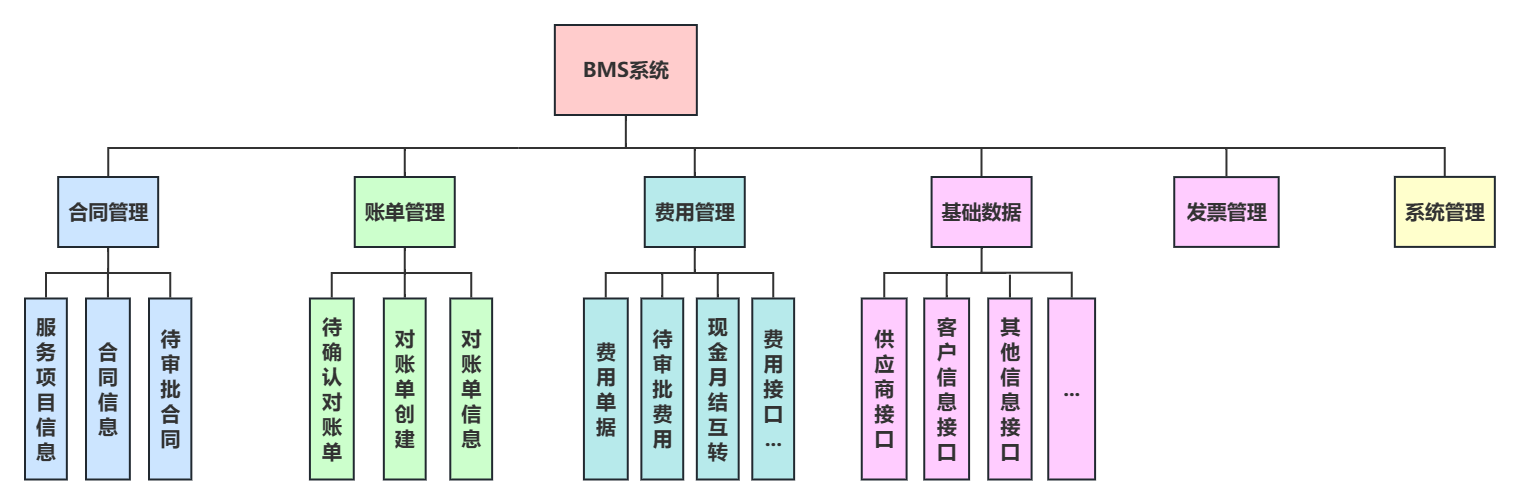 BMS系统
合同管理
账单管理
费用管理
基础数据
发票管理
系统管理
服务项目信息
合同信息
待审批合同
待确认对账单
对账单创建
对账单信息
费用单据
待审批费用
现金月结互转
费用接口...
供应商接口
客户信息接口
其他信息接口
...